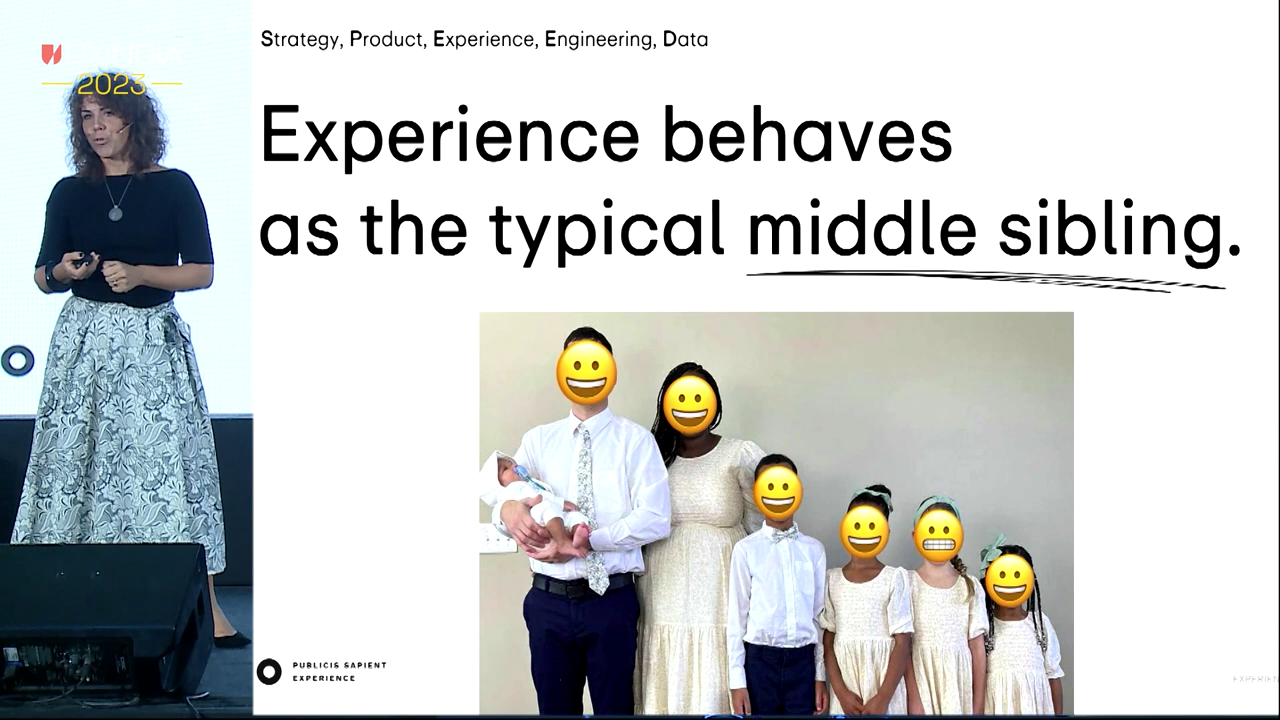 2023
Strategy, Product, Experience, Engineering, Data
Experience behaves
as the typical middle sibling.
PUBLICIS SAPIENT
EXPERIENCE